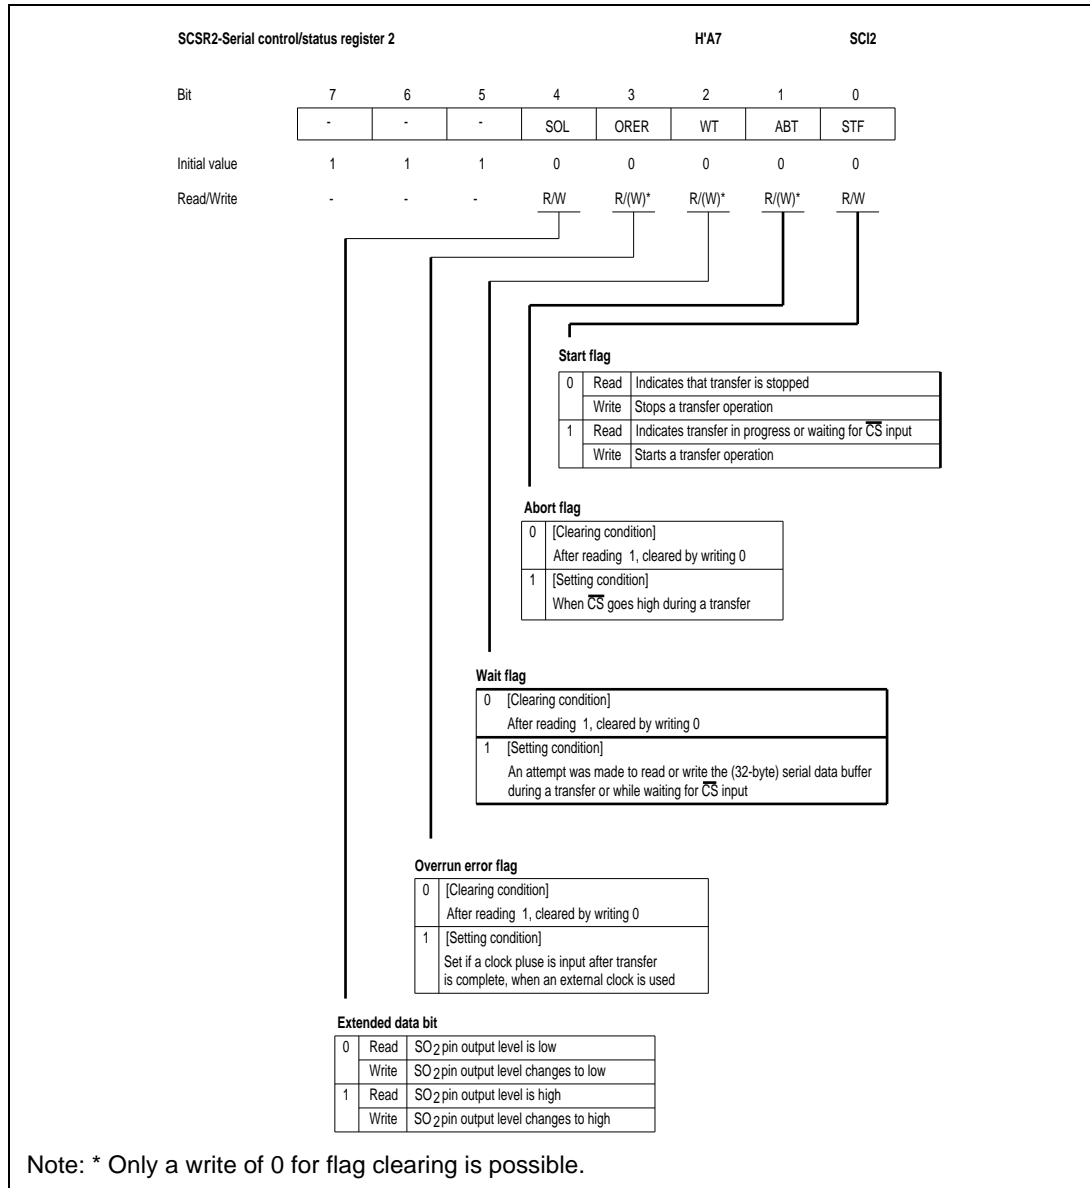 SCSR2-Serial control/status register 2 H'A7 SCI2
Bit 7 6 5 4 3 2 1 0
- - - SOL ORER WT ABT STF
Initial value 1 1 1 0 0 0 0 0
Read/Write - - - R/W R/(W)* R/(W)* R/(W)* R/W
Start flag
0 Read Indicates that transfer is stopped
Write Stops a transfer operation
1 Read Indicates transfer in progress or waiting for C̅S̅ input
Write Starts a transfer operation
Abort flag
0 [Clearing condition]
After reading 1, cleared by writing 0
1 [Setting condition]
When C̅S̅ goes high during a transfer
Wait flag
0 [Clearing condition]
After reading 1, cleared by writing 0
1 [Setting condition]
An attempt was made to read or write the (32-byte) serial data buffer
during a transfer or while waiting for C̅S̅ input
Overrun error flag
0 [Clearing condition]
After reading 1, cleared by writing 0
1 [Setting condition]
Set if a clock pluse is input after transfer
is complete, when an external clock is used
Extended data bit
0 Read SO2 pin output level is low
Write SO2 pin output level changes to low
1 Read SO2 pin output level is high
Write SO2 pin output level changes to high
Note: * Only a write of 0 for flag clearing is possible.